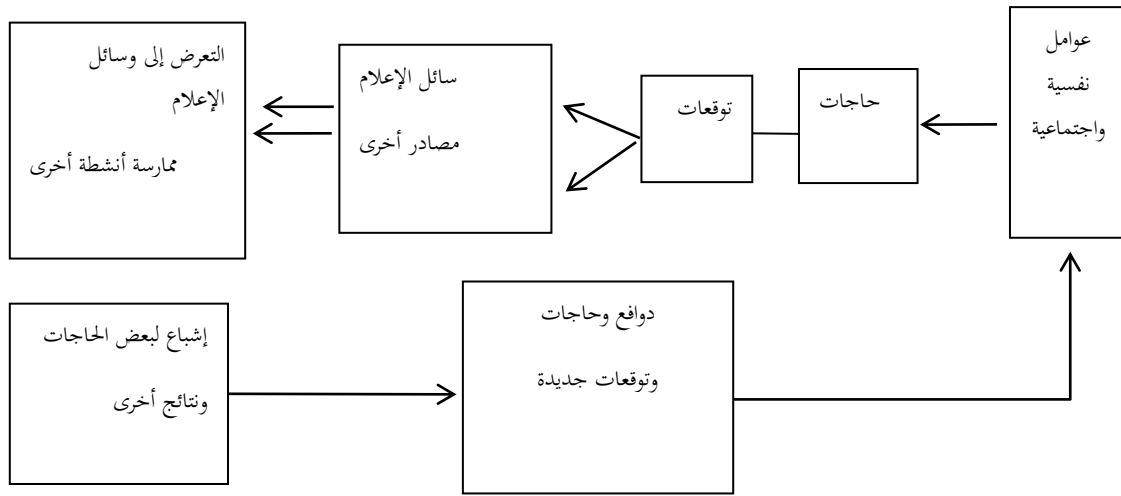 عوامل
نفسية
واجتماعية
حاجات
توقعات
سائل الإعلام
مصادر أخرى
التعرض إلى وسائل
الإعلام
ممارسة أنشطة أخرى
إشباع لبعض الحاجات
ونتائج أخرى
دوافع وحاجات
وتوقعات جديدة